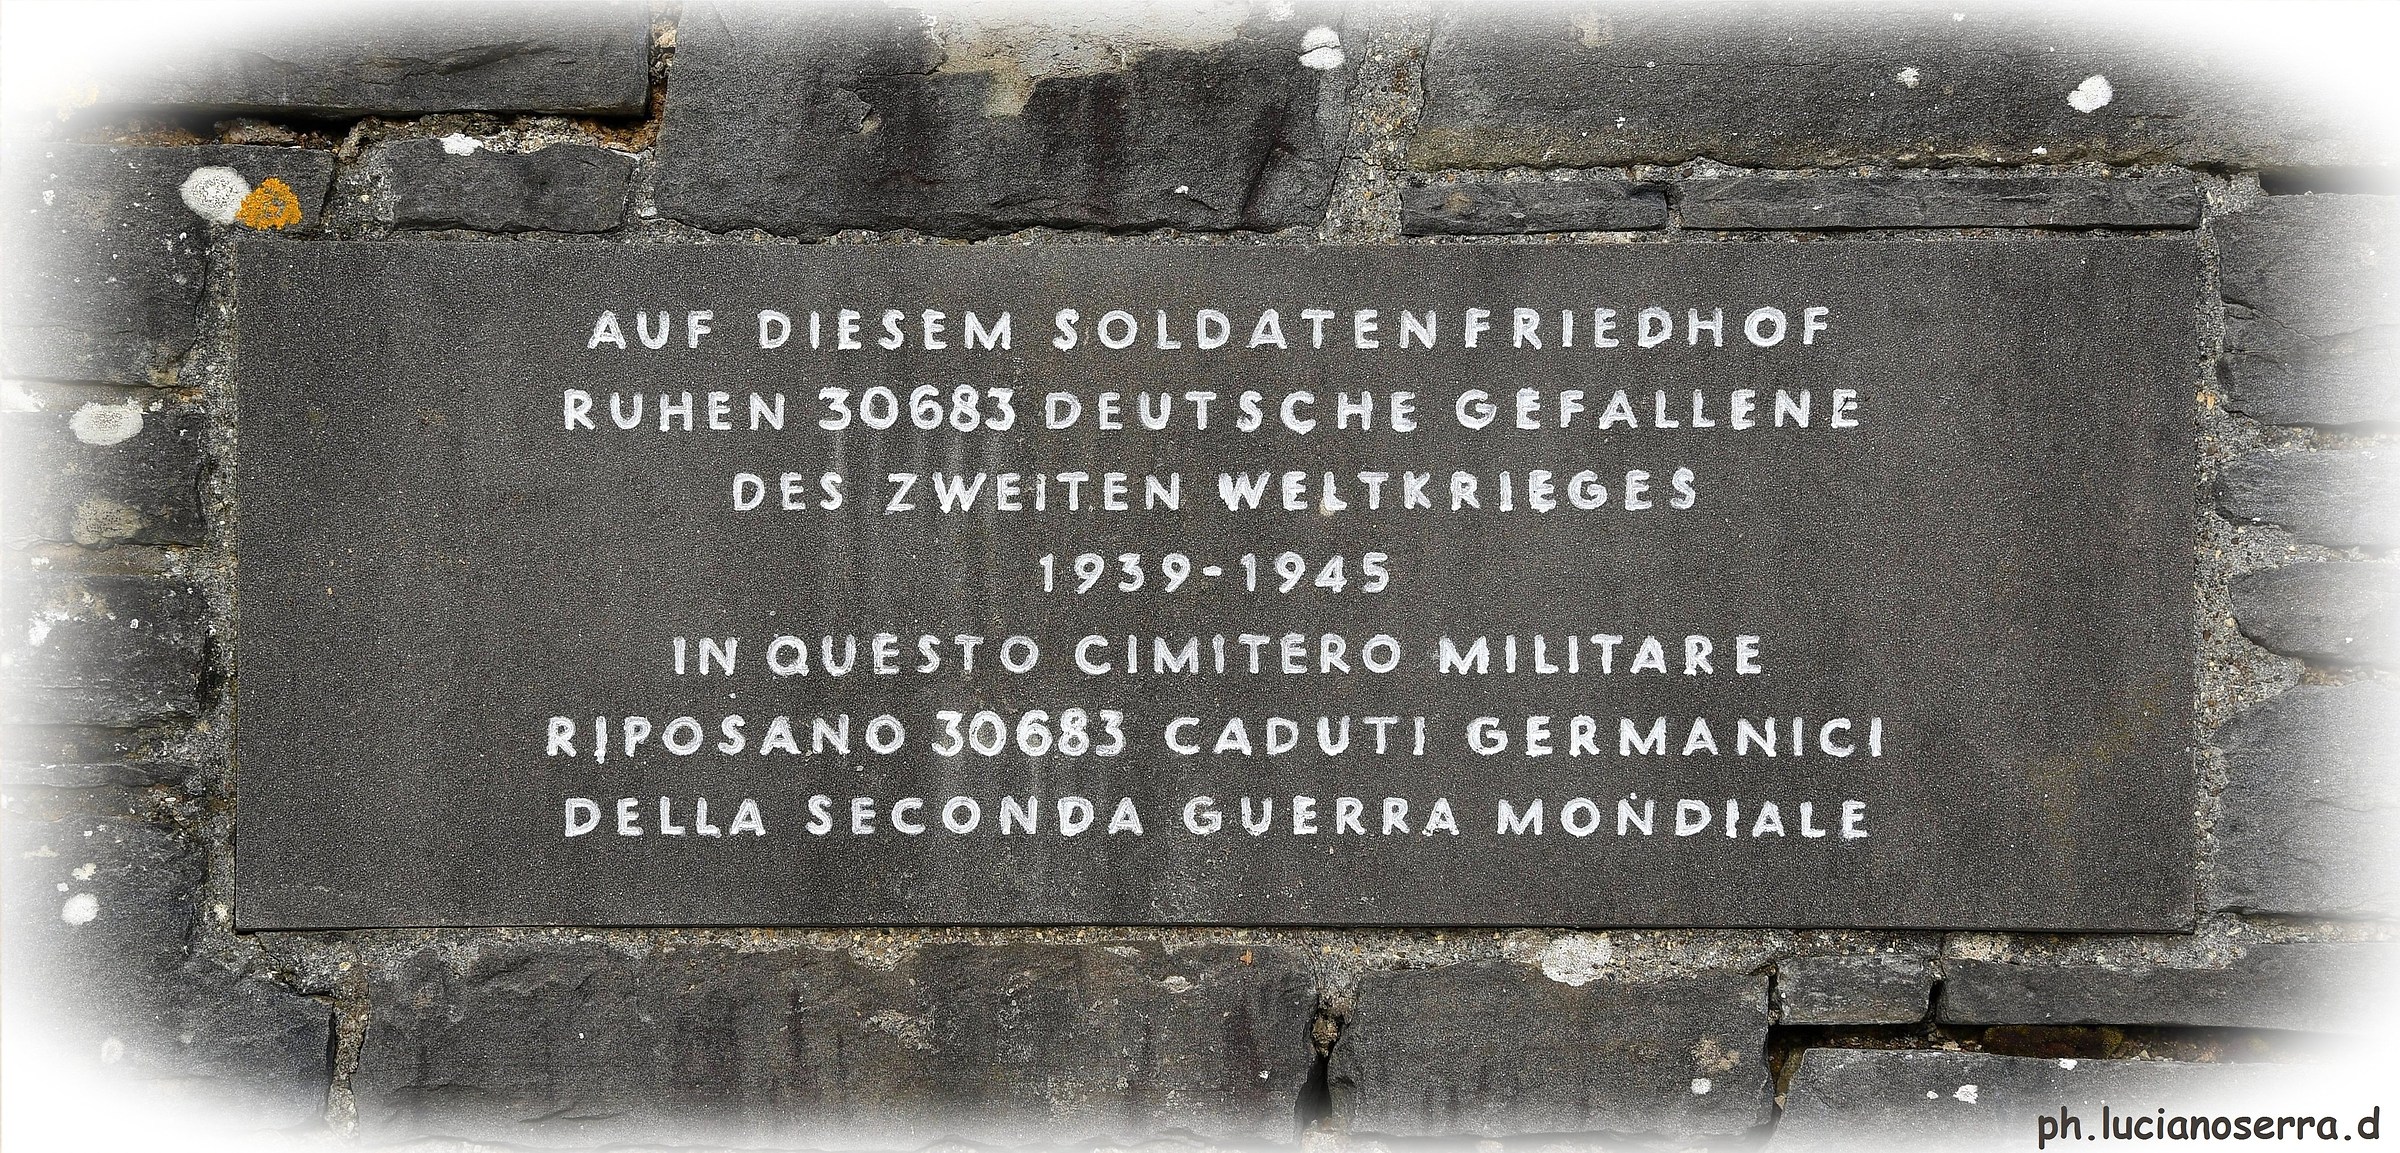 AUF DIESEM SOLDATENFRIEDHOF
RUHEN 30683 DEUTSCHE GEFALLENE
DES ZWEITEN WELTKRIEGES
1939-1945
IN QUESTO CIMITERO MILITARE
RIPOSANO 30683 CADUTI GERMANICI
DELLA SECONDA GUERRA MONDIALE
ph.lucianoserra.d